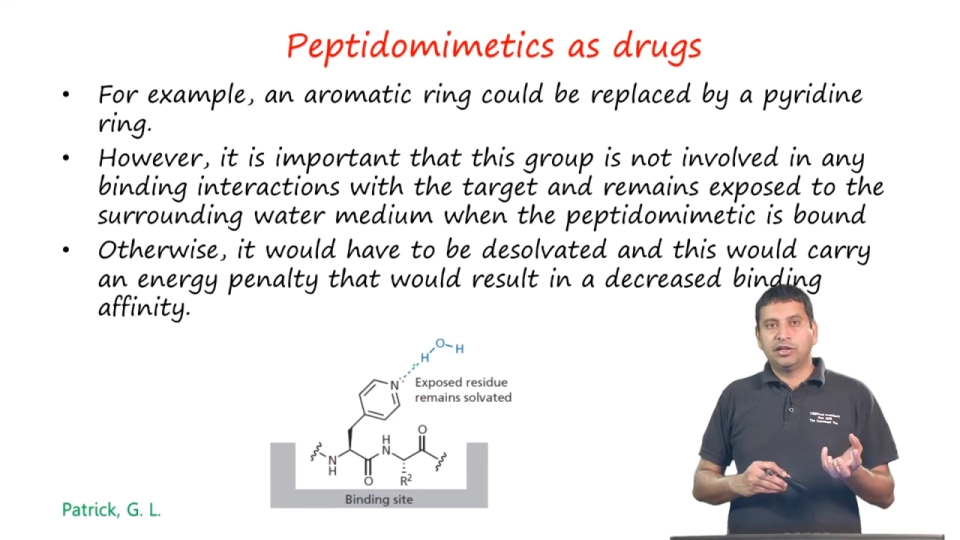 Peptidomimetics as drugs
• For example, an aromatic ring could be replaced by a pyridine
ring.
• However, it is important that this group is not involved in any
binding interactions with the target and remains exposed to the
surrounding water medium when the peptidomimetic is bound
• Otherwise, it would have to be desolvated and this would carry
an energy penalty that would result in a decreased binding
affinity.
O
H
H
N
Exposed residue
remains solvated
O
H
N
N
H
O
R²
Binding site
Patrick, G. L.